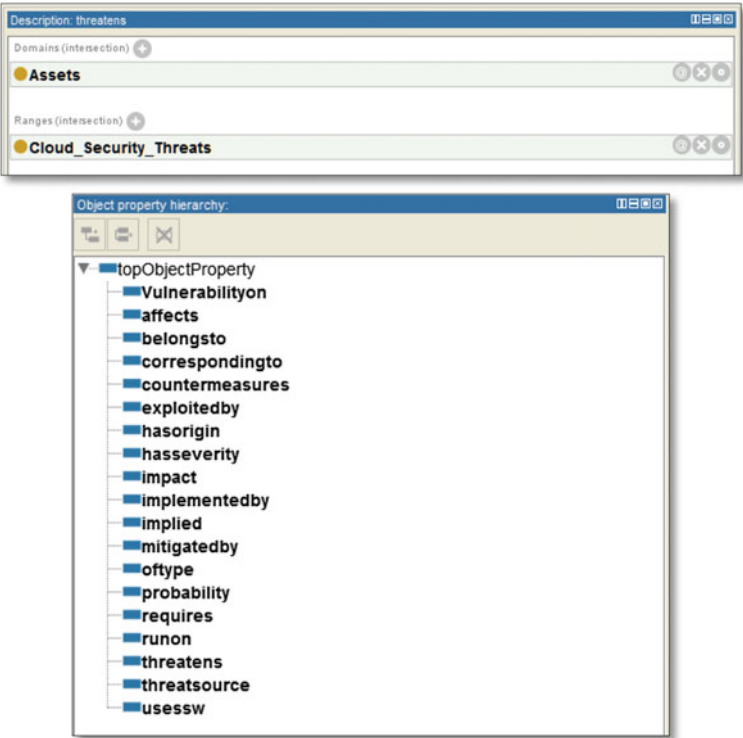 Description: threatens
Domains (intersection)
Assets
Ranges (intersection)
Cloud_Security_Threats
Object property hierarchy:
topObjectProperty
Vulnerabilityon
affects
belongsto
correspondingto
countermeasures
exploitedby
hasorigin
hasseverity
impact
implementedby
implied
mitigatedby
oftype
probability
requires
runon
threatens
threatsource
usessw